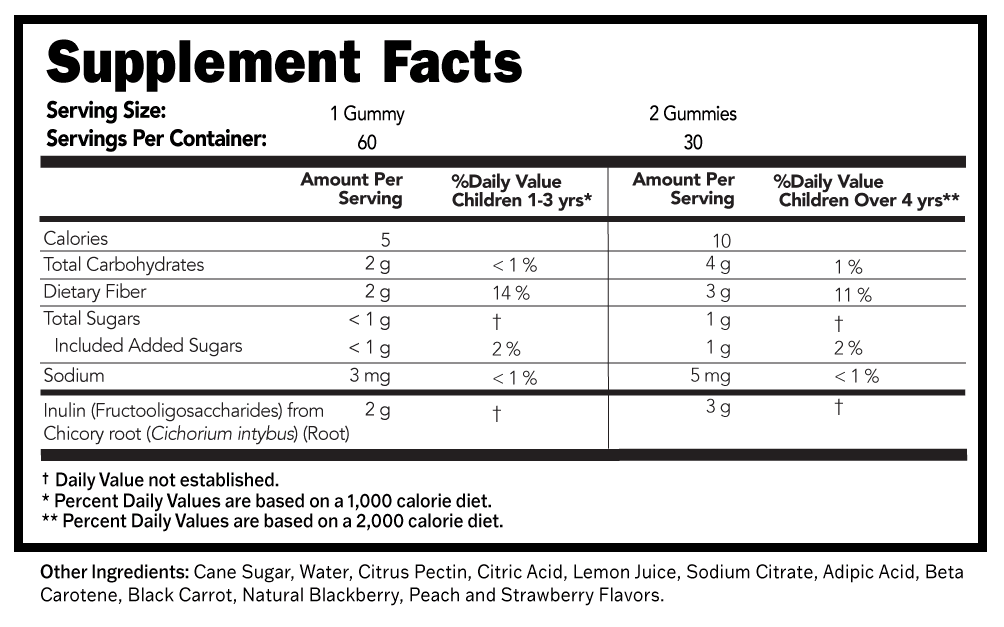 Supplement Facts
Serving Size: 1 Gummy 2 Gummies
Servings Per Container: 60 30
Amount Per Serving %Daily Value Children 1-3 yrs* Amount Per Serving %Daily Value Children Over 4 yrs**
Calories 5 10
Total Carbohydrates 2 g < 1 % 4 g 1 %
Dietary Fiber 2 g 14 % 3 g 11 %
Total Sugars < 1 g † 1 g †
Included Added Sugars < 1 g 2 % 1 g 2 %
Sodium 3 mg < 1 % 5 mg < 1 %
Inulin (Fructooligosaccharides) from 2 g † 3 g †
Chicory root (Cichorium intybus) (Root)
† Daily Value not established.
* Percent Daily Values are based on a 1,000 calorie diet.
** Percent Daily Values are based on a 2,000 calorie diet.
Other Ingredients: Cane Sugar, Water, Citrus Pectin, Citric Acid, Lemon Juice, Sodium Citrate, Adipic Acid, Beta
Carotene, Black Carrot, Natural Blackberry, Peach and Strawberry Flavors.